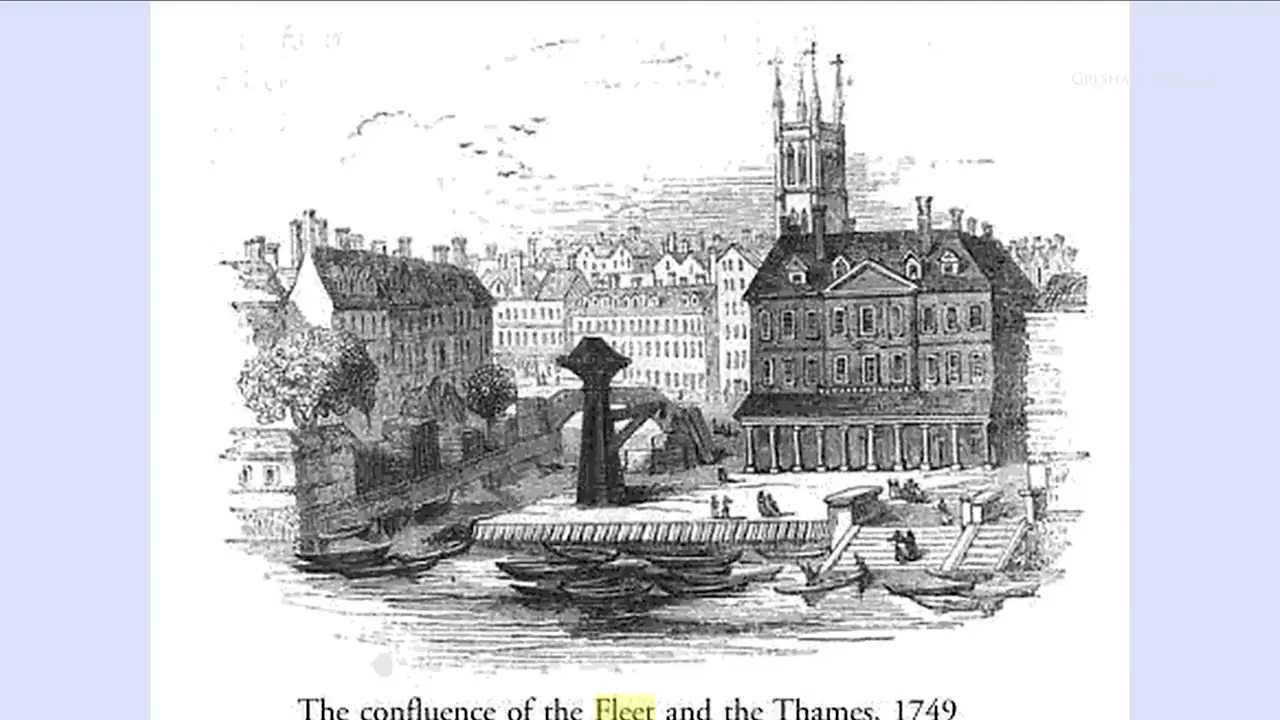 The confluence of the Fleet and the Thames, 1749